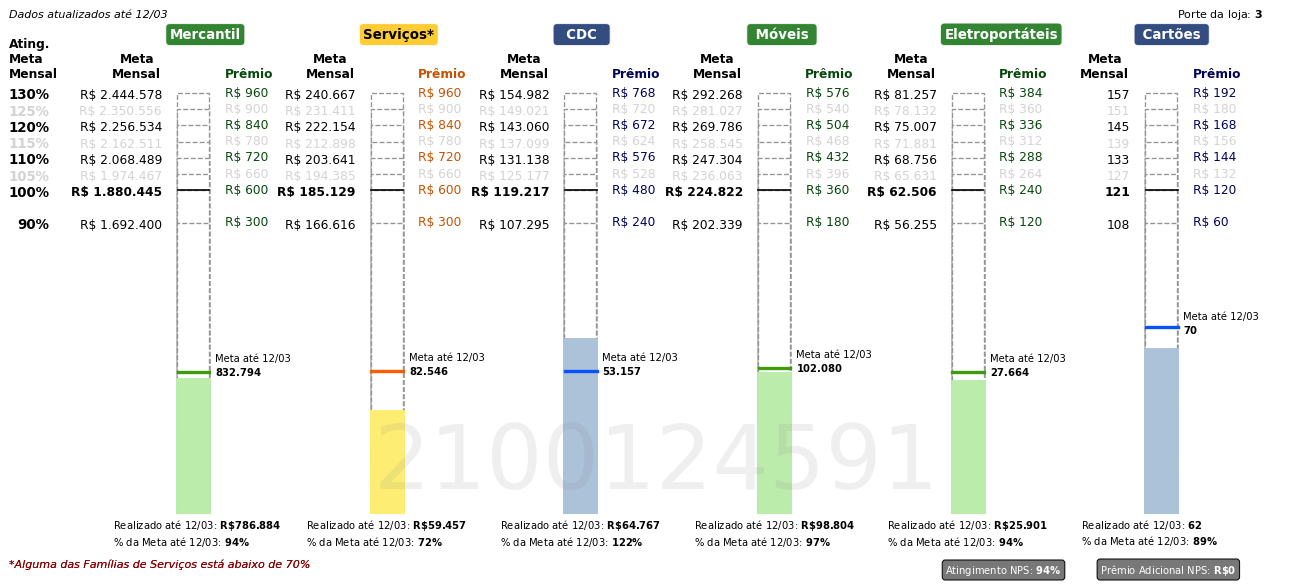 Dados atualizados até 12/03
Porte da loja: 3
Mercantil Serviços* CDC Móveis Eletroportáteis Cartões
Ating. Meta Mensal
Meta Mensal Prêmio Meta Mensal Prêmio Meta Mensal Prêmio Meta Mensal Prêmio Meta Mensal Prêmio Meta Mensal Prêmio
130% R$ 2.444.578 R$ 960 R$ 240.667 R$ 960 R$ 154.982 R$ 768 R$ 292.268 R$ 576 R$ 81.257 R$ 384 157 R$ 192
125% R$ 2.350.556 R$ 900 R$ 231.411 R$ 900 R$ 149.021 R$ 720 R$ 281.027 R$ 540 R$ 78.132 R$ 360 151 R$ 180
120% R$ 2.256.534 R$ 840 R$ 222.154 R$ 840 R$ 143.060 R$ 672 R$ 269.786 R$ 504 R$ 75.007 R$ 336 145 R$ 168
115% R$ 2.162.511 R$ 780 R$ 212.898 R$ 780 R$ 137.099 R$ 624 R$ 258.545 R$ 468 R$ 71.881 R$ 312 139 R$ 156
110% R$ 2.068.489 R$ 720 R$ 203.641 R$ 720 R$ 131.138 R$ 576 R$ 247.304 R$ 432 R$ 68.756 R$ 288 133 R$ 144
105% R$ 1.974.467 R$ 660 R$ 194.385 R$ 660 R$ 125.177 R$ 528 R$ 236.063 R$ 396 R$ 65.631 R$ 264 127 R$ 132
100% R$ 1.880.445 R$ 600 R$ 185.129 R$ 600 R$ 119.217 R$ 480 R$ 224.822 R$ 360 R$ 62.506 R$ 240 121 R$ 120
90% R$ 1.692.400 R$ 300 R$ 166.616 R$ 300 R$ 107.295 R$ 240 R$ 202.339 R$ 180 R$ 56.255 R$ 120 108 R$ 60
Meta até 12/03
70
Meta até 12/03 Meta até 12/03 Meta até 12/03 Meta até 12/03 Meta até 12/03
832.794 82.546 53.157 102.080 27.664
2100124591
Realizado até 12/03: R$786.884 Realizado até 12/03: R$59.457 Realizado até 12/03: R$64.767 Realizado até 12/03: R$98.804 Realizado até 12/03: R$25.901 Realizado até 12/03: 62
% da Meta até 12/03: 94% % da Meta até 12/03: 72% % da Meta até 12/03: 122% % da Meta até 12/03: 97% % da Meta até 12/03: 94% % da Meta até 12/03: 89%
*Alguma das Famílias de Serviços está abaixo de 70%
Atingimento NPS: 94% Prêmio Adicional NPS: R$0